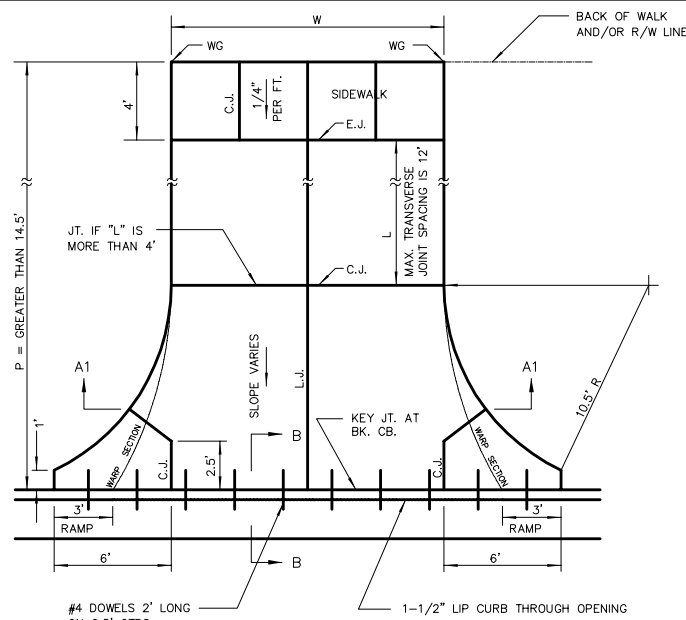 W
BACK OF WALK
AND/OR R/W LINE
WG
WG
4'
C.J.
1/4"
PER FT.
SIDEWALK
E.J.
P = GREATER THAN 14.5'
JT. IF "L" IS
MORE THAN 4'
L
MAX. TRANSVERSE
JOINT SPACING IS 12'
C.J.
A1
SLOPE VARIES
L.J.
A1
10.5' R
1'
WARP SECTION
C.J.
2.5'
B
KEY JT. AT
BK. CB.
C.J.
WARP SECTION
3'
RAMP
6'
B
3'
RAMP
6'
#4 DOWELS 2' LONG
1-1/2" LIP CURB THROUGH OPENING